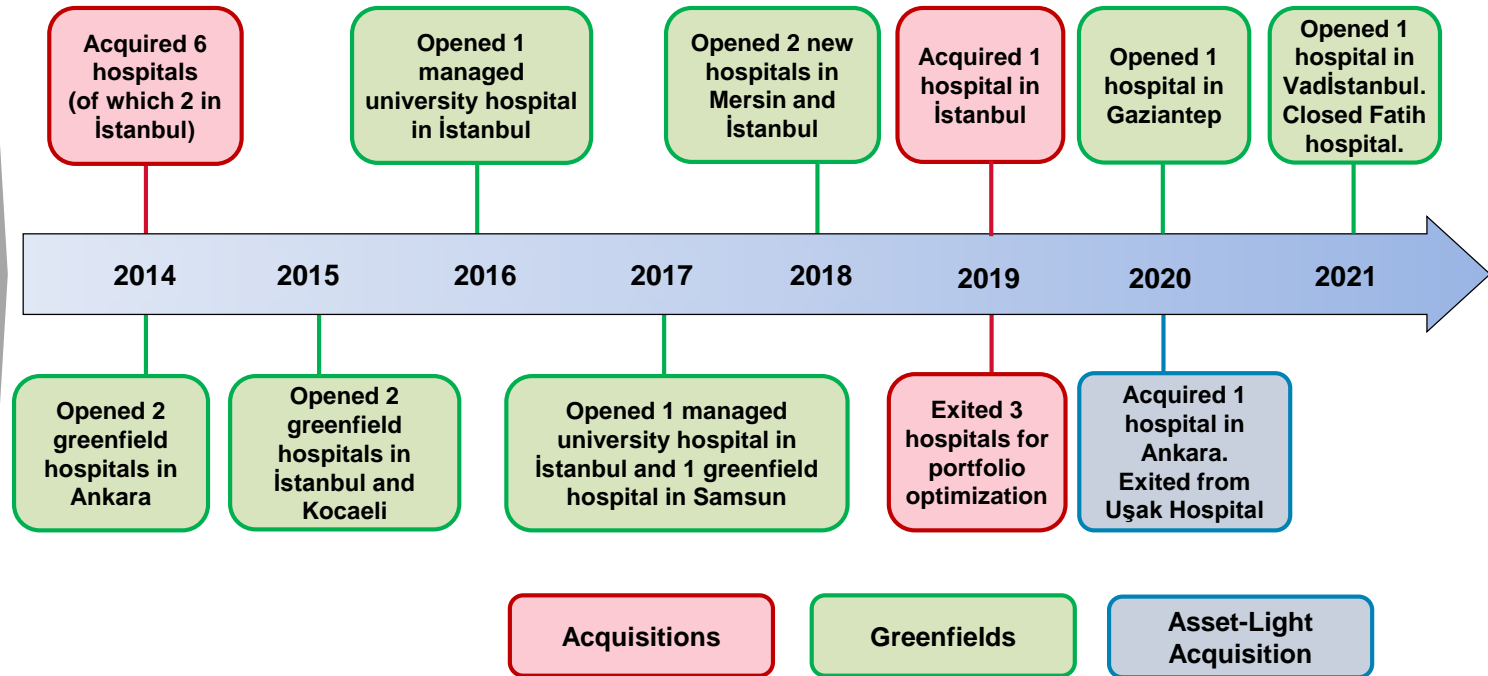 Acquired 6
hospitals
(of which 2 in
İstanbul)
Opened 1
managed
university hospital
in İstanbul
Opened 2 new
hospitals in
Mersin and
İstanbul
Acquired 1
hospital in
İstanbul
Opened 1
hospital in
Gaziantep
Opened 1
hospital in
Vadİstanbul.
Closed Fatih
hospital.
2014
2015
2016
2017
2018
2019
2020
2021
Opened 2
greenfield
hospitals in
Ankara
Opened 2
greenfield
hospitals in
İstanbul and
Kocaeli
Opened 1 managed
university hospital in
İstanbul and 1 greenfield
hospital in Samsun
Exited 3
hospitals for
portfolio
optimization
Acquired 1
hospital in
Ankara.
Exited from
Uşak Hospital
Acquisitions
Greenfields
Asset-Light
Acquisition